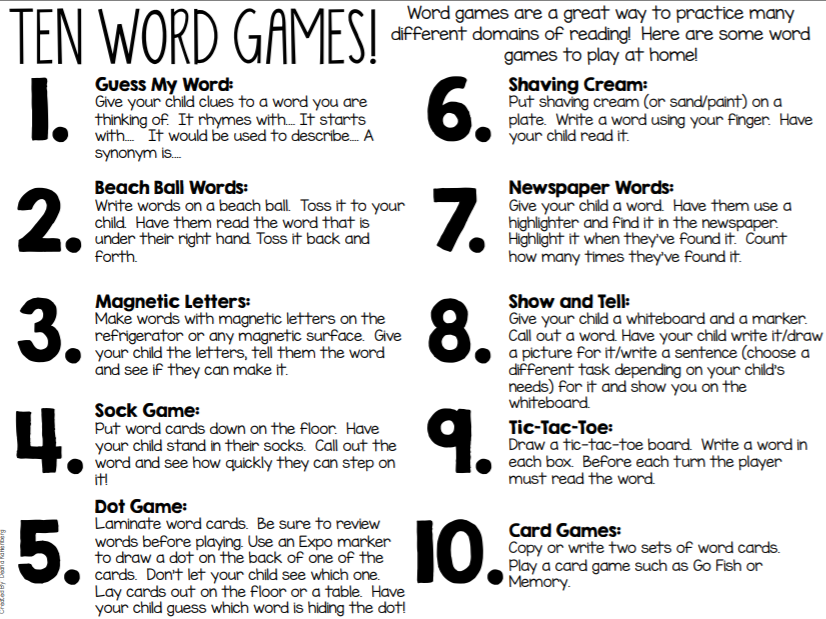 TEN WORD GAMES!
Word games are a great way to practice many
different domains of reading! Here are some word
games to play at home!
1.
Guess My Word:
Give your child clues to a word you are
thinking of. It rhymes with.... It starts
with.... It would be used to describe.... A
synonym is....
2.
Beach Ball Words:
Write words on a beach ball. Toss it to your
child. Have them read the word that is
under their right hand. Toss it back and
forth.
3.
Magnetic Letters:
Make words with magnetic letters on the
refrigerator or any magnetic surface. Give
your child the letters, tell them the word
and see if they can make it.
4.
Sock Game:
Put word cards down on the floor. Have
your child stand in their socks. Call out the
word and see how quickly they can step on
it!
5.
Dot Game:
Laminate word cards. Be sure to review
words before playing. Use an Expo marker
to draw a dot on the back of one of the
cards. Don't let your child see which one.
Lay cards out on the floor or a table. Have
your child guess which word is hiding the dot!
6.
Shaving Cream:
Put shaving cream (or sand/paint) on a
plate. Write a word using your finger. Have
your child read it.
7.
Newspaper Words:
Give your child a word. Have them use a
highlighter and find it in the newspaper.
Highlight it when they've found it. Count
how many times they've found it.
8.
Show and Tell:
Give your child a whiteboard and a marker.
Call out a word. Have your child write it/draw
a picture for it/write a sentence (choose a
different task depending on your child's
needs) for it and show you on the
whiteboard.
9.
Tic-Tac-Toe:
Draw a tic-tac-toe board. Write a word in
each box. Before each turn the player
must read the word.
10.
Card Games:
Copy or write two sets of word cards.
Play a card game such as Go Fish or
Memory.
Created By: